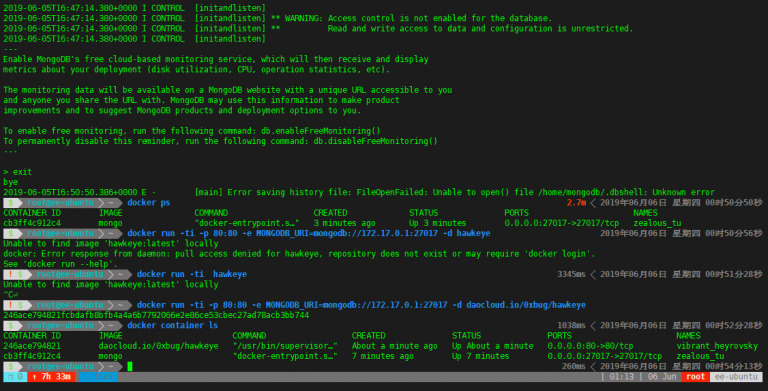 2019-06-05T16:47:14.380+0000 I CONTROL  [initandlisten]
2019-06-05T16:47:14.380+0000 I CONTROL  [initandlisten] ** WARNING: Access control is not enabled for the database.
2019-06-05T16:47:14.380+0000 I CONTROL  [initandlisten] **          Read and write access to data and configuration is unrestricted.
2019-06-05T16:47:14.380+0000 I CONTROL  [initandlisten]
---
Enable MongoDB's free cloud-based monitoring service, which will then receive and display
metrics about your deployment (disk utilization, CPU, operation statistics, etc).
The monitoring data will be available on a MongoDB website with a unique URL accessible to you
and anyone you share the URL with. MongoDB may use this information to make product
improvements and to suggest MongoDB products and deployment options to you.
To enable free monitoring, run the following command: db.enableFreeMonitoring()
To permanently disable this reminder, run the following command: db.disableFreeMonitoring()
---
> exit
bye
2019-06-05T16:50:50.386+0000 E -        [main] Error saving history file: FileOpenFailed: Unable to open() file /home/mongodb/.dbshell: Unknown error
$ root@ee-ubuntu ~ docker ps 2.7m 2019年06月06日 星期四 00时50分50秒
CONTAINER ID IMAGE COMMAND CREATED STATUS PORTS NAMES
cb3ff4c912c4 mongo "docker-entrypoint.s…" 3 minutes ago Up 3 minutes 0.0.0.0:27017->27017/tcp zealous_tu
$ root@ee-ubuntu ~ docker run -ti -p 80:80 -e MONGODB_URI=mongodb://172.17.0.1:27017 -d hawkeye 2019年06月06日 星期四 00时50分56秒
Unable to find image 'hawkeye:latest' locally
docker: Error response from daemon: pull access denied for hawkeye, repository does not exist or may require 'docker login'.
See 'docker run --help'.
! $ root@ee-ubuntu ~ docker run -ti  hawkeye 3345ms 2019年06月06日 星期四 00时51分28秒
Unable to find image 'hawkeye:latest' locally
^C⏎
! $ root@ee-ubuntu ~ docker run -ti -p 80:80 -e MONGODB_URI=mongodb://172.17.0.1:27017 -d daocloud.io/0xbug/hawkeye
246ace794821fcbdafb8bfb4a4a6b7792066e2e86ce53cbec27ad78acb3bb744
$ root@ee-ubuntu ~ docker container ls 1038ms 2019年06月06日 星期四 00时52分28秒
CONTAINER ID IMAGE COMMAND CREATED STATUS PORTS NAMES
246ace794821 daocloud.io/0xbug/hawkeye "/usr/bin/supervisor…" About a minute ago Up About a minute 0.0.0.0:80->80/tcp vibrant_heyrovsky
cb3ff4c912c4 mongo "docker-entrypoint.s…" 7 minutes ago Up 7 minutes 0.0.0.0:27017->27017/tcp zealous_tu
$ root@ee-ubuntu ~ 260ms 2019年06月06日 星期四 00时54分13秒
0 ↑ 7h 33m | 01:13 | 06 Jun root ee-ubuntu